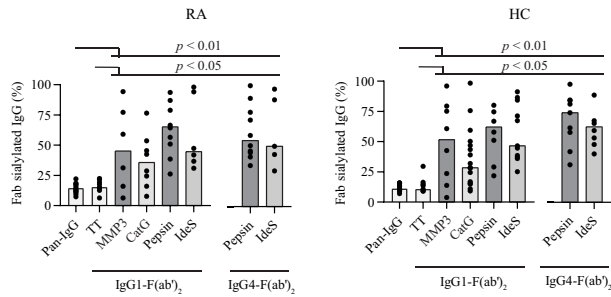 RA
p < 0.01
p < 0.05
Fab sialylated IgG (%)
100
75
50
25
0
Pan-IgG
TT
MMP3
CatG
Pepsin
IdeS
Pepsin
IdeS
IgG1-F(ab')2
IgG4-F(ab')2
HC
p < 0.01
p < 0.05
Fab sialylated IgG (%)
100
75
50
25
0
Pan-IgG
TT
MMP3
CatG
Pepsin
IdeS
Pepsin
IdeS
IgG1-F(ab')2
IgG4-F(ab')2